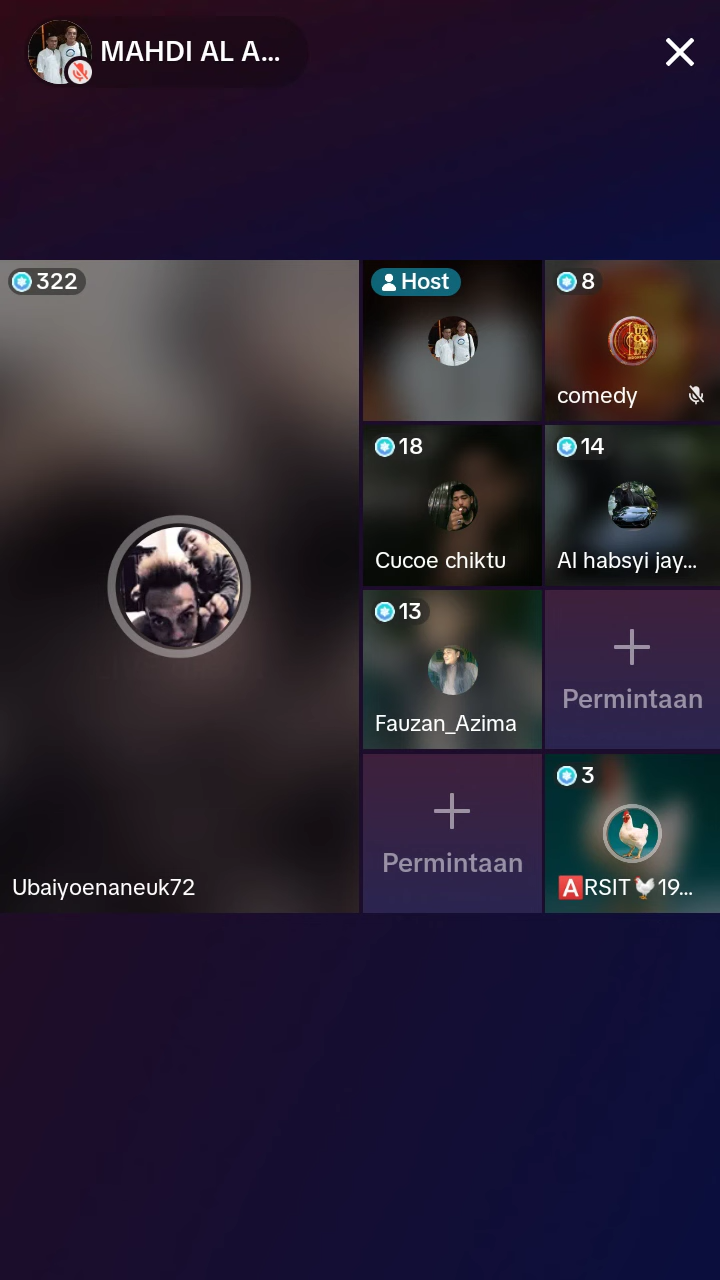 MAHDI AL A...
322
Host
8
comedy
18
Cucoe chiktu
14
Al habsyi jay...
13
Fauzan_Azima
Permintaan
Permintaan
3
🅰️RSIT🐓19...
Ubaiyoenaneuk72